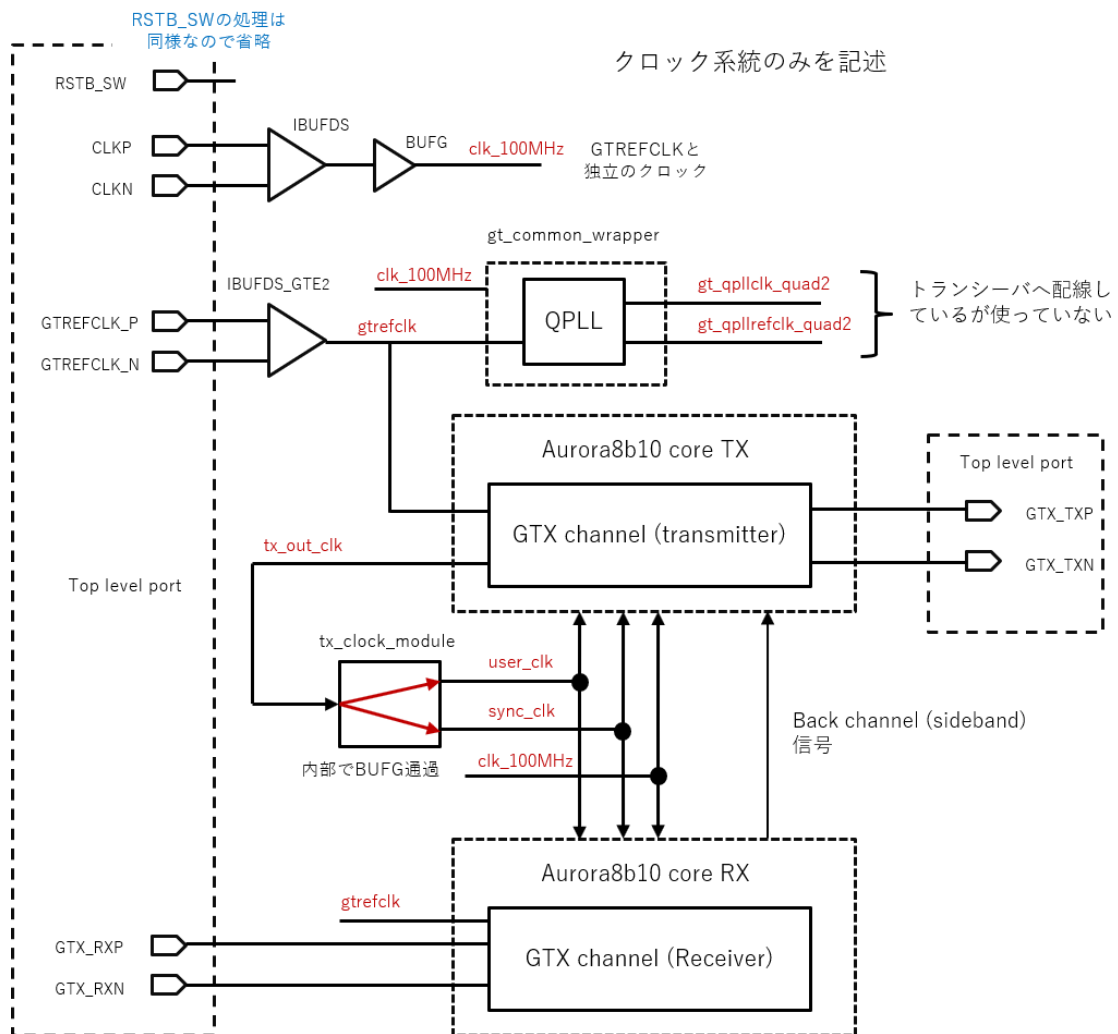 RSTB_SWの処理は
同様なので省略
クロック系統のみを記述
RSTB_SW
IBUFDS
BUFG
CLKP
clk_100MHz
GTREFCLKと
独立のクロック
CLKN
gt_common_wrapper
clk_100MHz
IBUFDS_GTE2
gt_qpllclk_quad2
トランシーバへ配線し
ているが使っていない
GTREFCLK_P
gtrefclk
QPLL
gt_qpllrefclk_quad2
GTREFCLK_N
Aurora8b10 core TX
Top level port
GTX channel (transmitter)
GTX_TXP
tx_out_clk
GTX_TXN
Top level port
tx_clock_module
user_clk
sync_clk
Back channel (sideband)
信号
clk_100MHz
内部でBUFG通過
Aurora8b10 core RX
gtrefclk
GTX_RXP
GTX channel (Receiver)
GTX_RXN